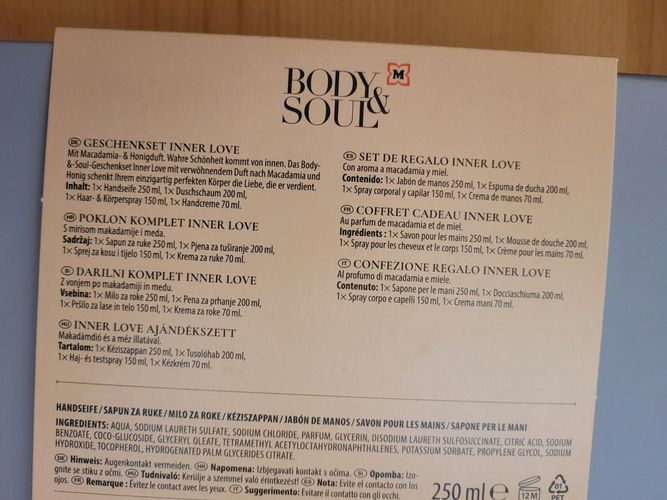 BODY
&
SOUL
M
DE GESCHENKSET INNER LOVE
Mit Macadamia- & Honigduft. Wahre Schönheit kommt von innen. Das Body-
&-Soul-Geschenkset Inner Love mit verwöhnendem Duft nach Macadamia und
Honig schenkt Ihrem einzigartig perfekten Körper die Liebe, die er verdient.
Inhalt: 1× Handseife 250 ml, 1× Duschschaum 200 ml,
1× Haar- & Körperspray 150 ml, 1× Handcreme 70 ml.
HR POKLON KOMPLET INNER LOVE
S mirisom makadamije i meda.
Sadržaj: 1× Sapun za ruke 250 ml, 1× Pjena za tuširanje 200 ml,
1× Sprej za kosu i tijelo 150 ml, 1× Krema za ruke 70 ml.
SI DARILNI KOMPLET INNER LOVE
Z vonjem po makadamiji in medu.
Vsebina: 1× Milo za roke 250 ml, 1× Pena za prhanje 200 ml,
1× Pršilo za lase in telo 150 ml, 1× Krema za roke 70 ml.
HU INNER LOVE AJÁNDÉKSZETT
Makadámdió és a méz illatával.
Tartalom: 1× Kéziszappan 250 ml, 1× Tusolóhab 200 ml,
1× Haj- és testspray 150 ml, 1× Kézkrém 70 ml.
ES SET DE REGALO INNER LOVE
Con aroma a macadamia y miel.
Contenido: 1× Jabón de manos 250 ml, 1× Espuma de ducha 200 ml,
1× Spray corporal y capilar 150 ml, 1× Crema de manos 70 ml.
FR COFFRET CADEAU INNER LOVE
Au parfum de macadamia et de miel.
Ingrédients : 1× Savon pour les mains 250 ml, 1× Mousse de douche 200 ml,
1× Spray pour les cheveux et le corps 150 ml, 1× Crème pour les mains 70 ml.
IT CONFEZIONE REGALO INNER LOVE
Al profumo di macadamia e miele.
Contenuto: 1× Sapone per le mani 250 ml, 1× Docciaschiuma 200 ml,
1× Spray corpo e capelli 150 ml, 1× Crema mani 70 ml.
HANDSEIFE / SAPUN ZA RUKE / MILO ZA ROKE / KÉZISZAPPAN / JABÓN DE MANOS / SAVON POUR LES MAINS / SAPONE PER LE MANI
INGREDIENTS: AQUA, SODIUM LAURETH SULFATE, SODIUM CHLORIDE, PARFUM, GLYCERIN, DISODIUM LAURETH SULFOSUCCINATE, CITRIC ACID, SODIUM
BENZOATE, COCO-GLUCOSIDE, GLYCERYL OLEATE, TETRAMETHYL ACETYLOCTAHYDRONAPHTHALENES, POTASSIUM SORBATE, PROPYLENE GLYCOL, SODIUM
HYDROXIDE, TOCOPHEROL, HYDROGENATED PALM GLYCERIDES CITRATE.
DE Hinweis: Augenkontakt vermeiden. HR Napomena: Izbjegavati kontakt s očima. SI Opomba: Izo-
gnite se stiku z očmi. HU Tudnivaló: Kerülje a szemmel való érintkezést! ES Nota: Evite el contacto con los
ojos. FR Remarque : Évitez le contact avec les yeux. IT Suggerimento: Evitare il contatto con gli occhi.
250 ml e
12 M
01
PET